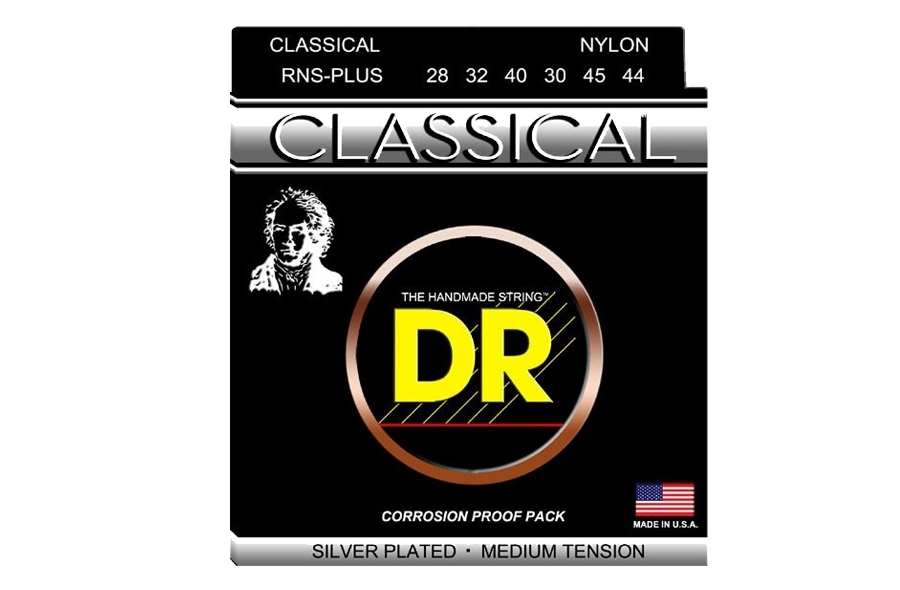 CLASSICAL NYLON
RNS-PLUS 28 32 40 30 45 44
CLASSICAL
THE HANDMADE STRING™
DR
CORROSION PROOF PACK
MADE IN U.S.A.
SILVER PLATED · MEDIUM TENSION